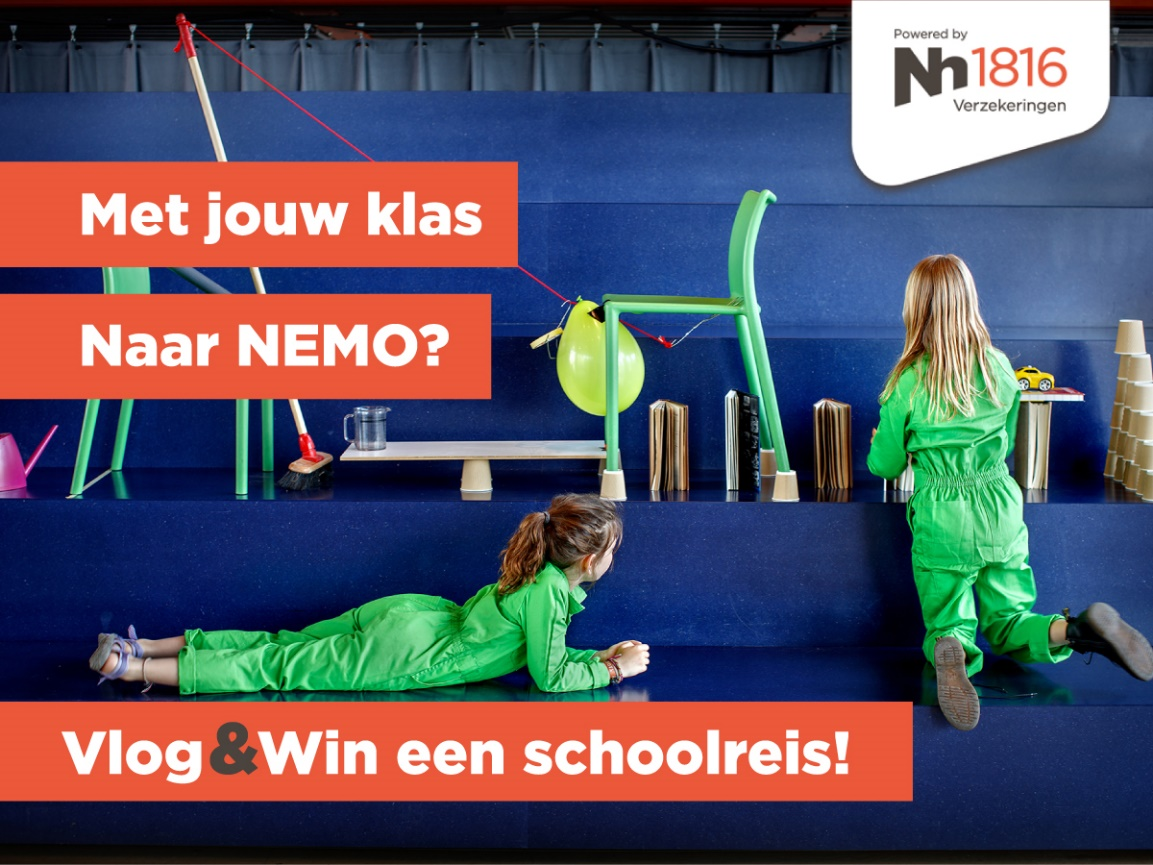 Powered by
Nh1816
Verzekeringen
Met jouw klas
Naar NEMO?
Vlog&Win een schoolreis!